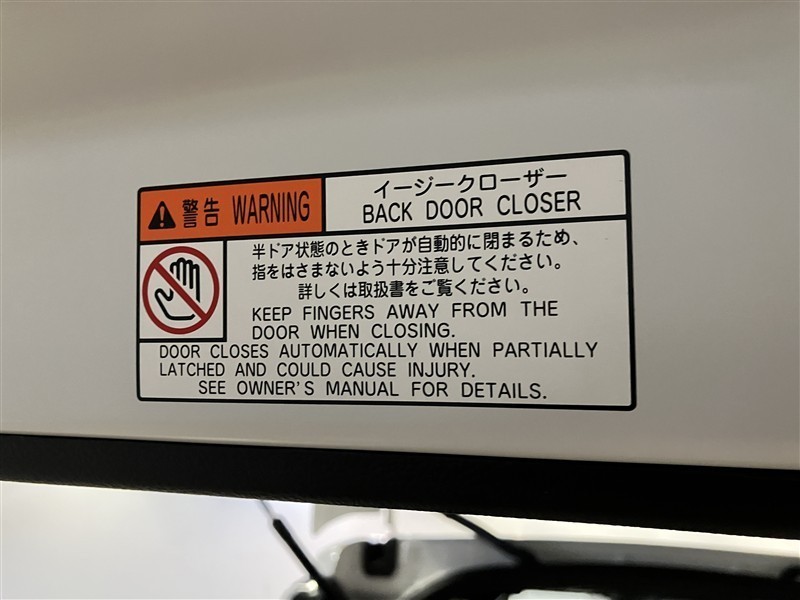 警告 WARNING
イージークローザー
BACK DOOR CLOSER
半ドア状態のときドアが自動的に閉まるため、
指をはさまないよう十分注意してください。
詳しくは取扱書をご覧ください。
KEEP FINGERS AWAY FROM THE
DOOR WHEN CLOSING.
DOOR CLOSES AUTOMATICALLY WHEN PARTIALLY
LATCHED AND COULD CAUSE INJURY.
SEE OWNER'S MANUAL FOR DETAILS.